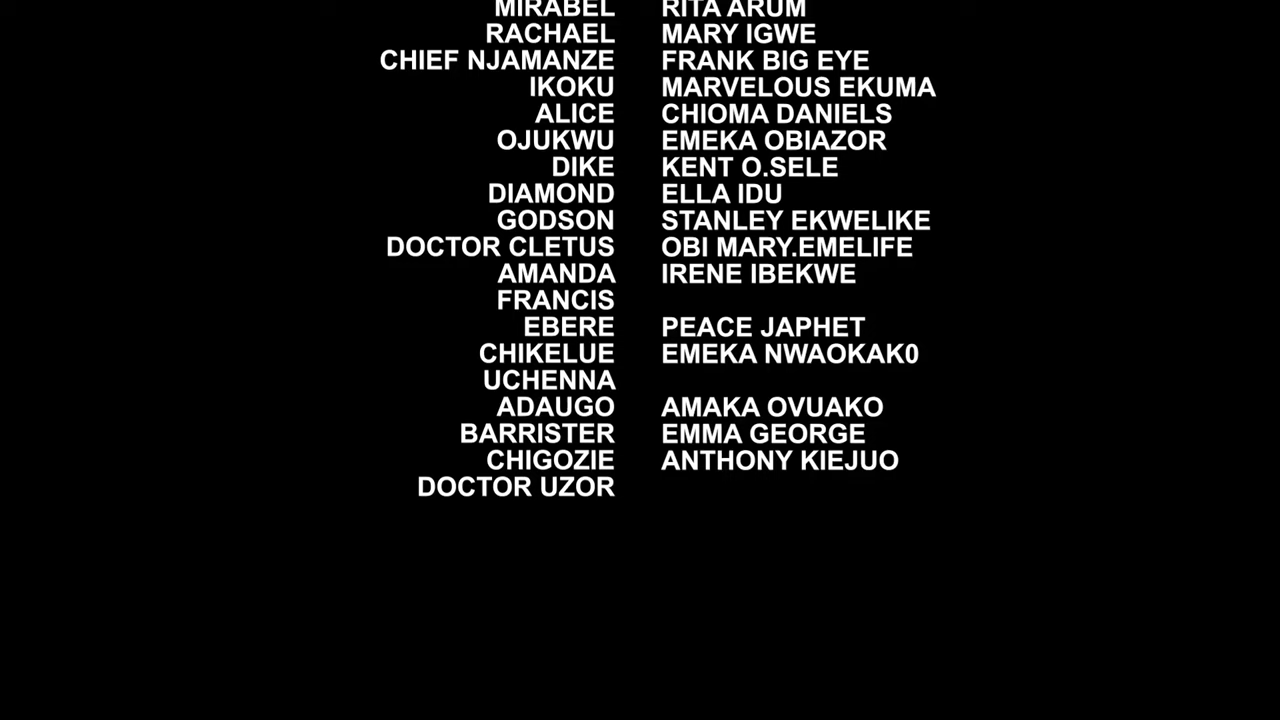 MIRABEL RITA ARUM
RACHAEL MARY IGWE
CHIEF NJAMANZE FRANK BIG EYE
IKOKU MARVELOUS EKUMA
ALICE CHIOMA DANIELS
OJUKWU EMEKA OBIAZOR
DIKE KENT O.SELE
DIAMOND ELLA IDU
GODSON STANLEY EKWELIKE
DOCTOR CLETUS OBI MARY.EMELIFE
AMANDA IRENE IBEKWE
FRANCIS
EBERE PEACE JAPHET
CHIKELUE EMEKA NWAOKAK0
UCHENNA
ADAUGO AMAKA OVUAKO
BARRISTER EMMA GEORGE
CHIGOZIE ANTHONY KIEJUO
DOCTOR UZOR